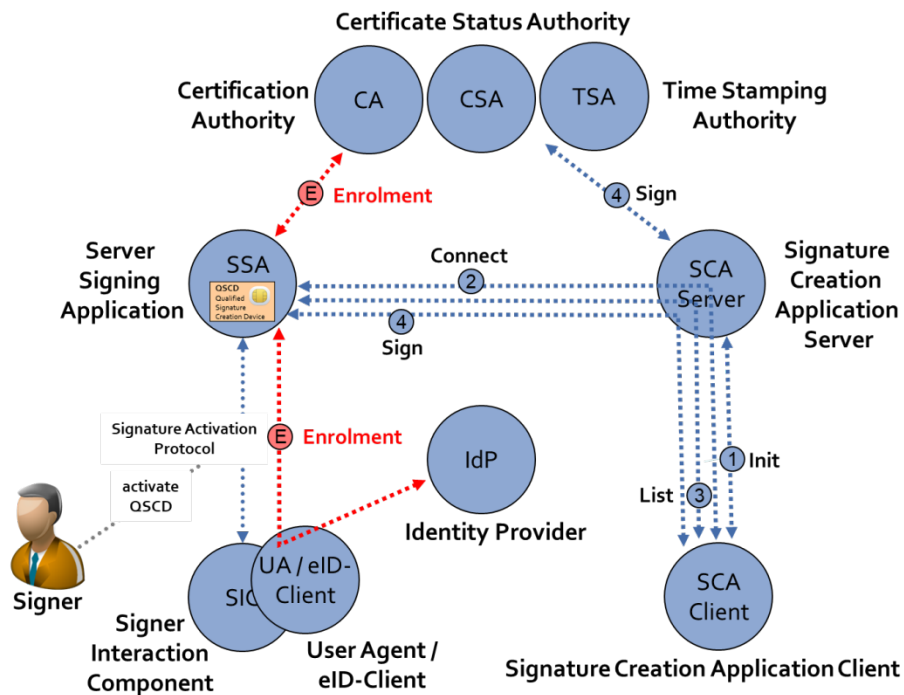 Certificate Status Authority
Certification
Authority
CA
CSA
TSA
Time Stamping
Authority
E
Enrolment
4
Sign
Server
Signing
Application
SSA
QSCD
Qualified
Signature
Creation Device
Connect
2
4
Sign
SCA
Server
Signature
Creation
Application
Server
Signature Activation
Protocol
E
Enrolment
activate
QSCD
IdP
Identity Provider
1
Init
List
3
Signer
SIC
UA / eID-
Client
Signer
Interaction
Component
User Agent /
eID-Client
SCA
Client
Signature Creation Application Client